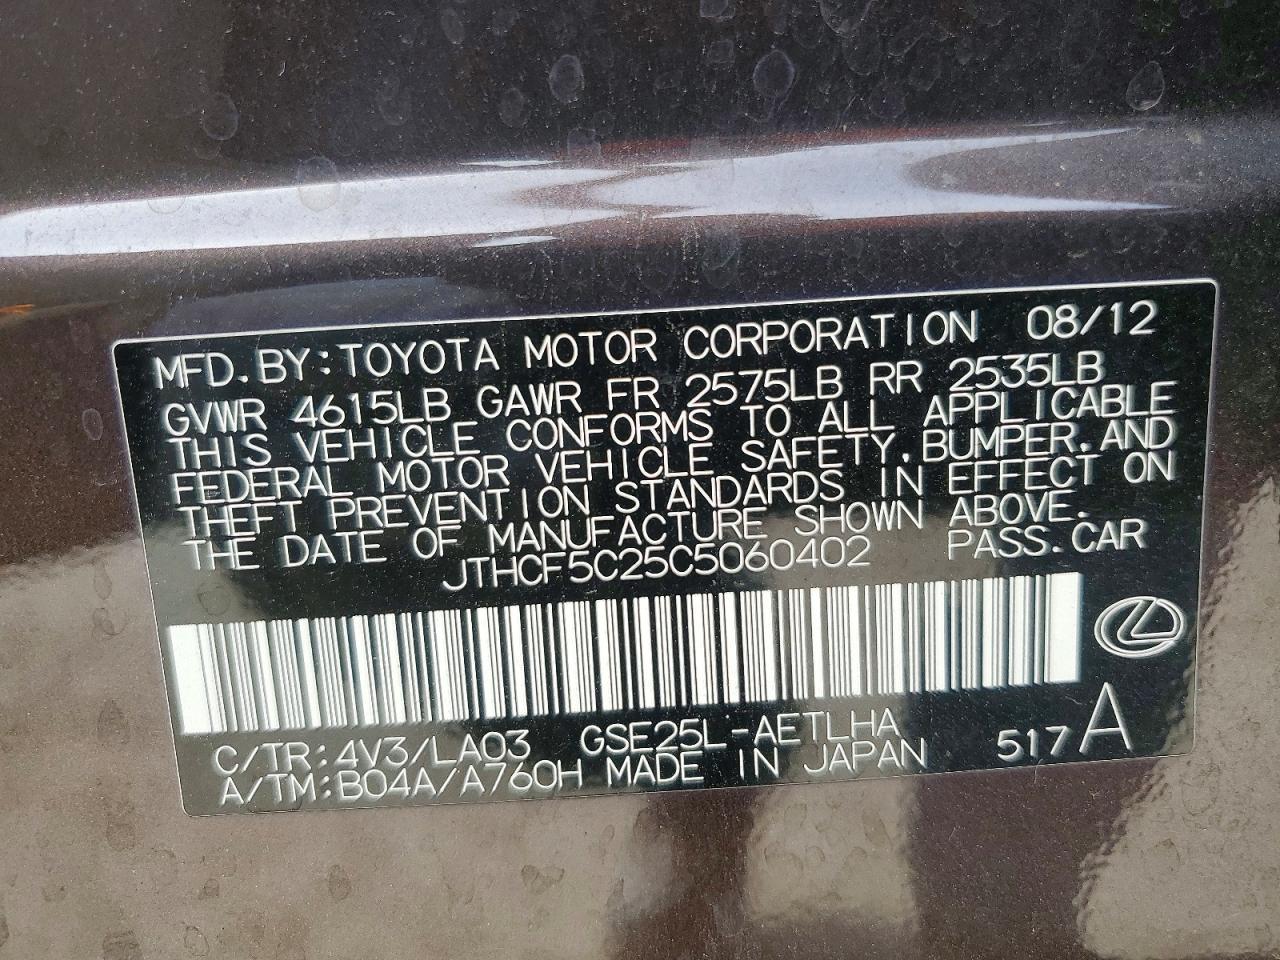 MFD.BY:TOYOTA MOTOR CORPORATION 08/12
GVWR 4615LB GAWR FR 2575LB RR 2535LB
THIS VEHICLE CONFORMS TO ALL APPLICABLE
FEDERAL MOTOR VEHICLE SAFETY,BUMPER,AND
THEFT PREVENTION STANDARDS IN EFFECT ON
THE DATE OF MANUFACTURE SHOWN ABOVE.
JTHCF5C25C5060402 PASS.CAR
C/TR:4V3/LA03 GSE25L-AETLHA
A/TM:B04A/A760H MADE IN JAPAN 517A